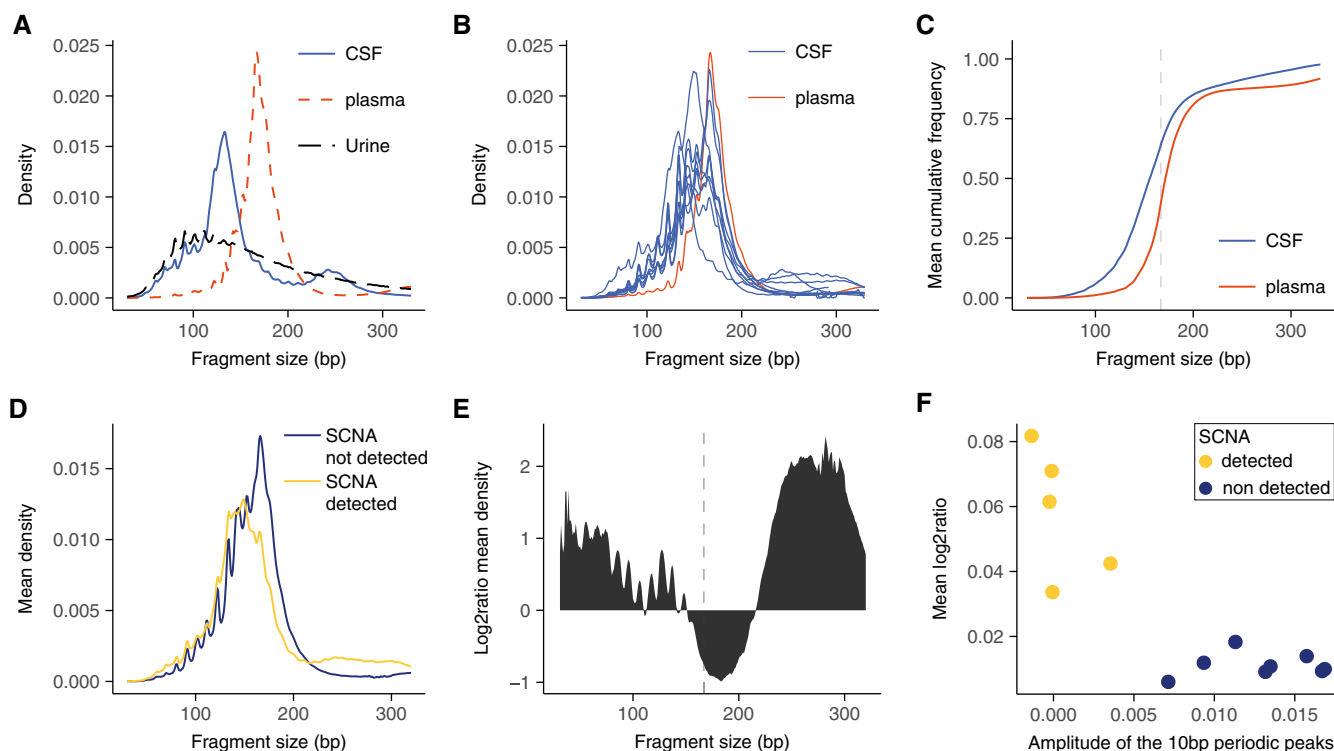 A
0.025
0.020
0.015
0.010
0.005
0.000
Density
100
200
300
Fragment size (bp)
CSF
plasma
Urine
B
0.025
0.020
0.015
0.010
0.005
0.000
Density
100
200
300
Fragment size (bp)
CSF
plasma
C
1.00
0.75
0.50
0.25
0.00
Mean cumulative frequency
100
200
300
Fragment size (bp)
CSF
plasma
D
0.015
0.010
0.005
0.000
Mean density
100
200
300
Fragment size (bp)
SCNA
not detected
SCNA
detected
E
2
1
0
−1
Log2ratio mean density
100
200
300
Fragment size (bp)
F
0.08
0.06
0.04
0.02
Mean log2ratio
0.000
0.005
0.010
0.015
Amplitude of the 10bp periodic peaks
SCNA
detected
non detected